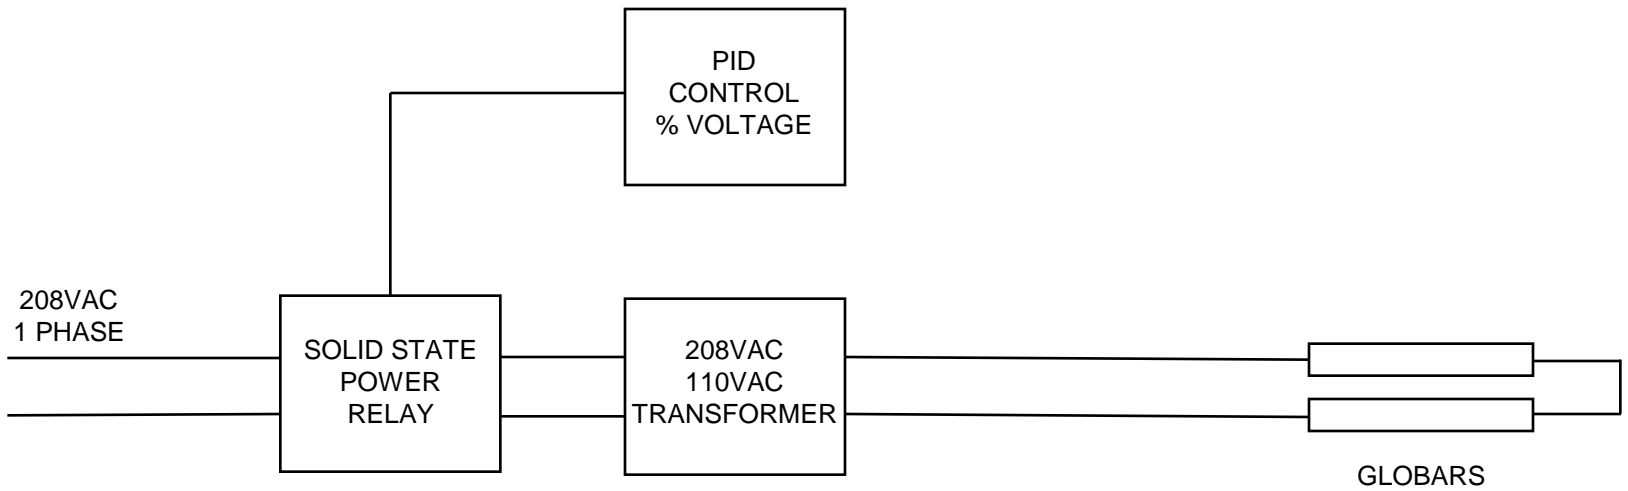 PID
CONTROL
% VOLTAGE
208VAC
1 PHASE
SOLID STATE
POWER
RELAY
208VAC
110VAC
TRANSFORMER
GLOBARS